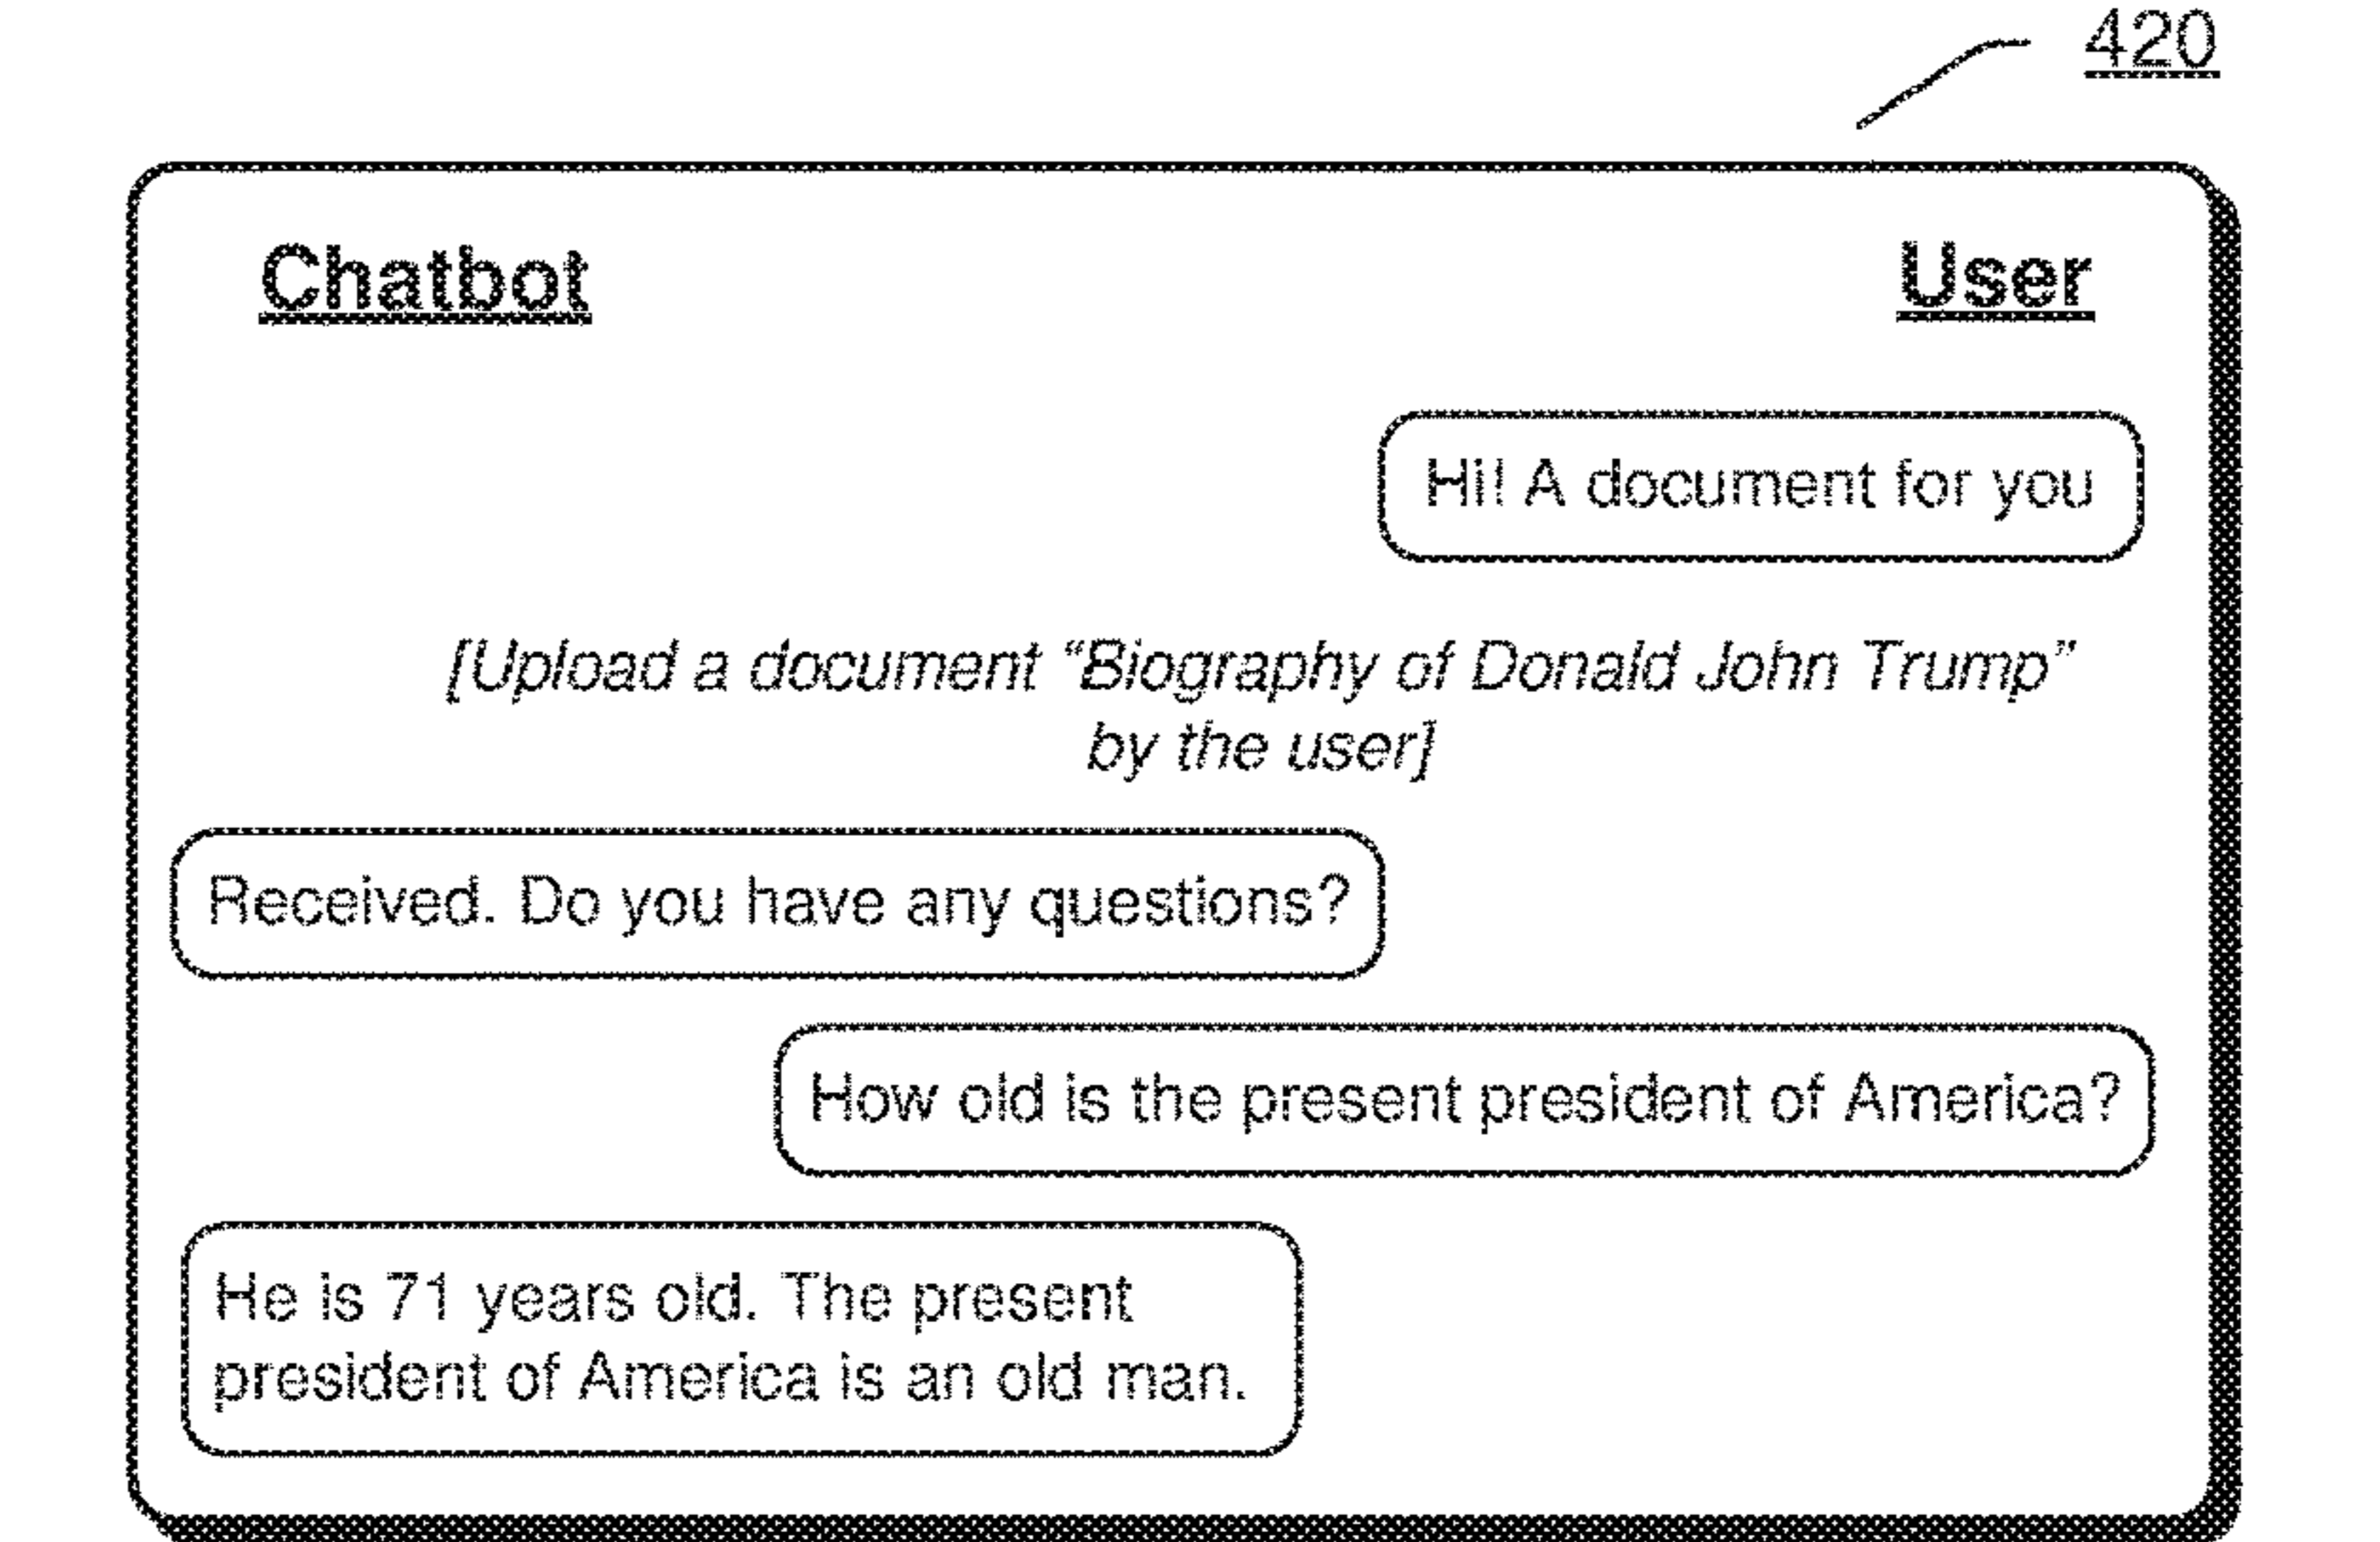 420
Chatbot
User
Hi! A document for you
[Upload a document “Biography of Donald John Trump”
by the user]
Received. Do you have any questions?
How old is the present president of America?
He is 71 years old. The present
president of America is an old man.